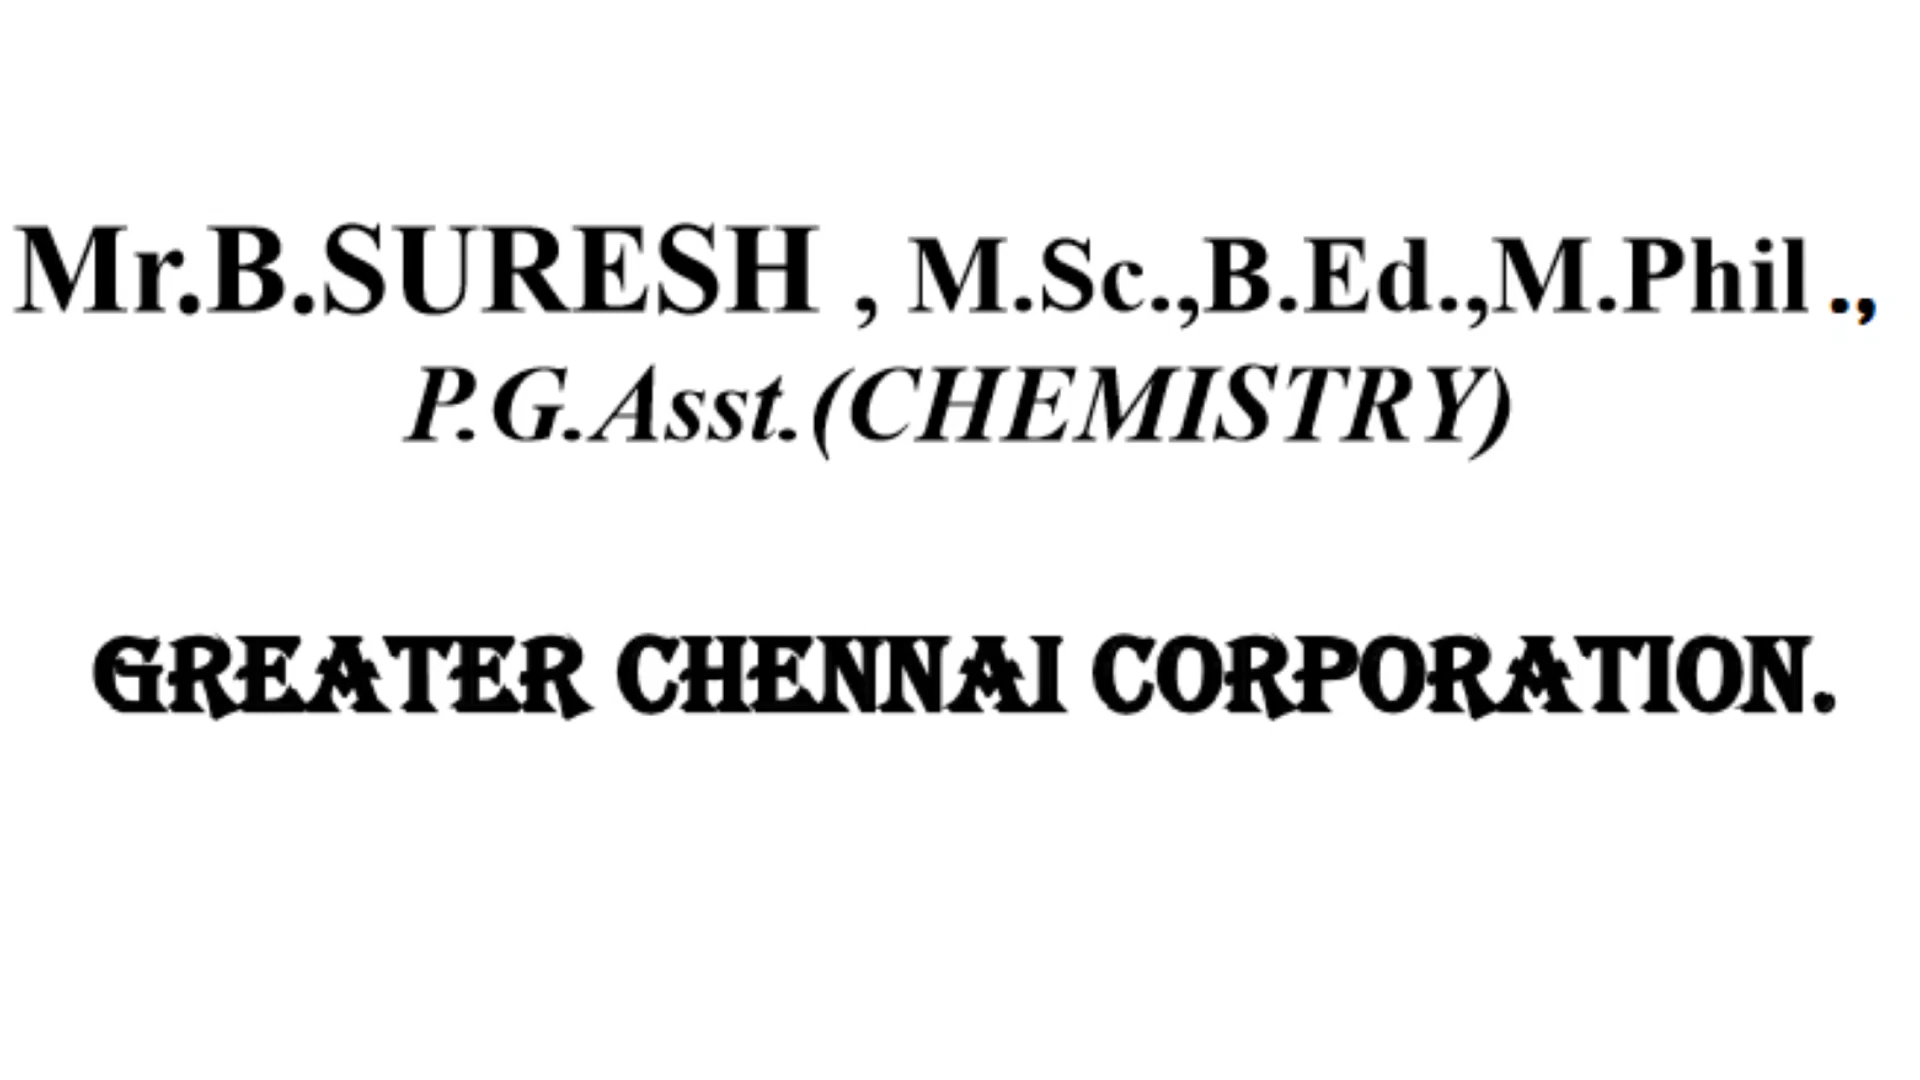 Mr.B.SURESH , M.Sc.,B.Ed.,M.Phil .,
P.G.Asst.(CHEMISTRY)
GREATER CHENNAI CORPORATION.